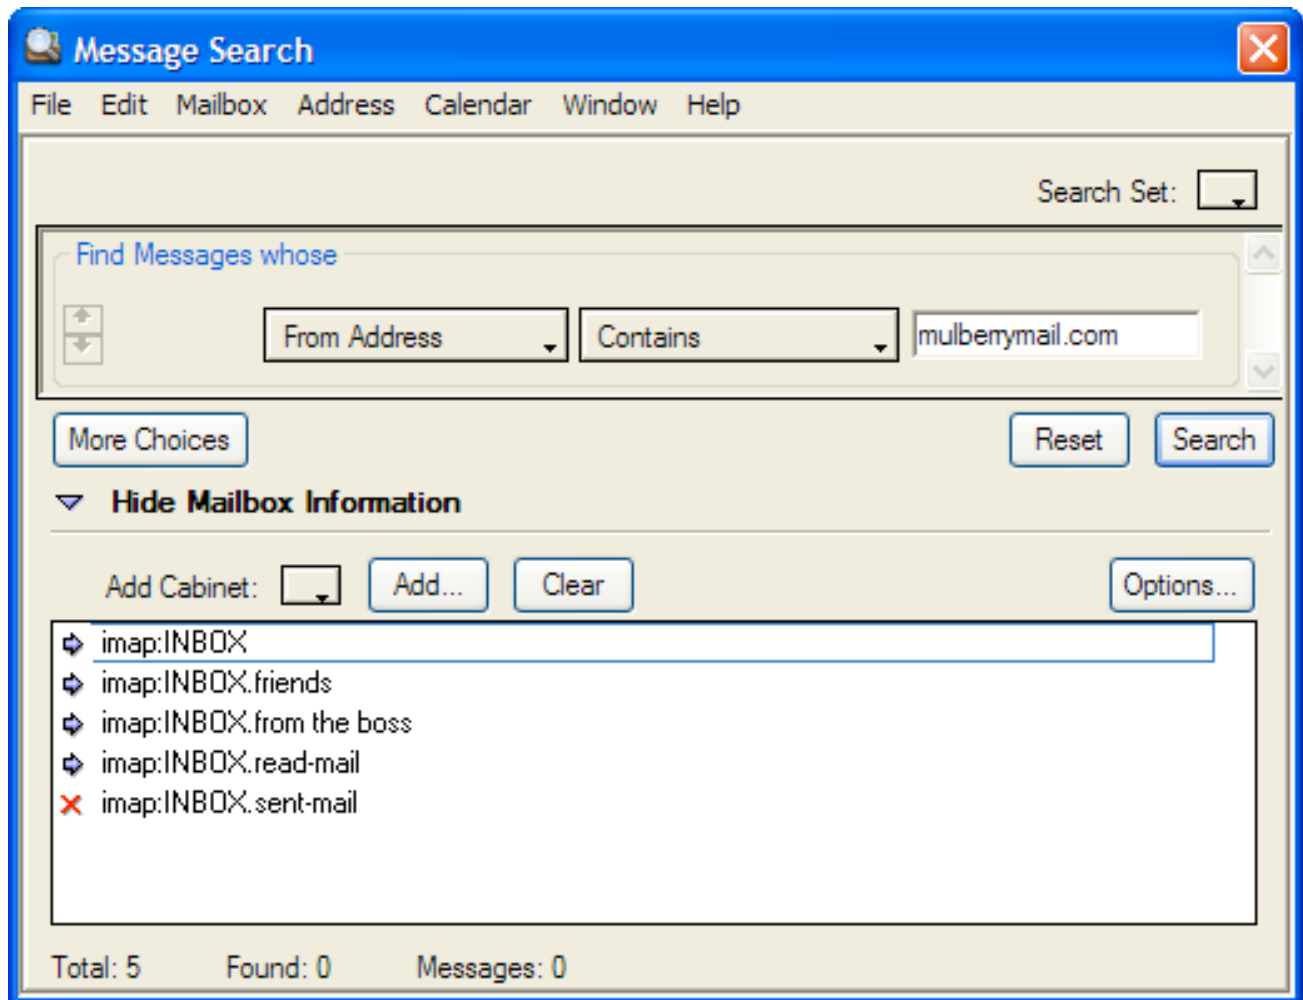 Message Search
File Edit Mailbox Address Calendar Window Help
Search Set:
Find Messages whose
From Address Contains mulberrymail.com
More Choices Reset Search
Hide Mailbox Information
Add Cabinet: Add... Clear Options...
imap:INBOX
imap:INBOX.friends
imap:INBOX.from the boss
imap:INBOX.read-mail
imap:INBOX.sent-mail
Total: 5 Found: 0 Messages: 0